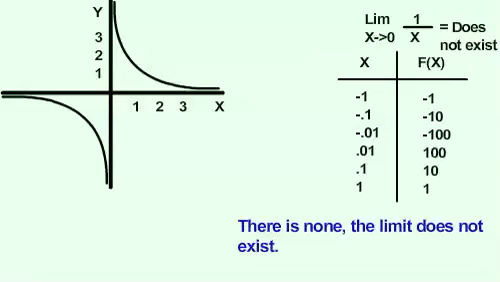 Y
3
2
1
1 2 3 X
Lim 1 = Does
X->0 X not exist
X F(X)
-1 -1
-.1 -10
-.01 -100
.01 100
.1 10
1 1
There is none, the limit does not
exist.